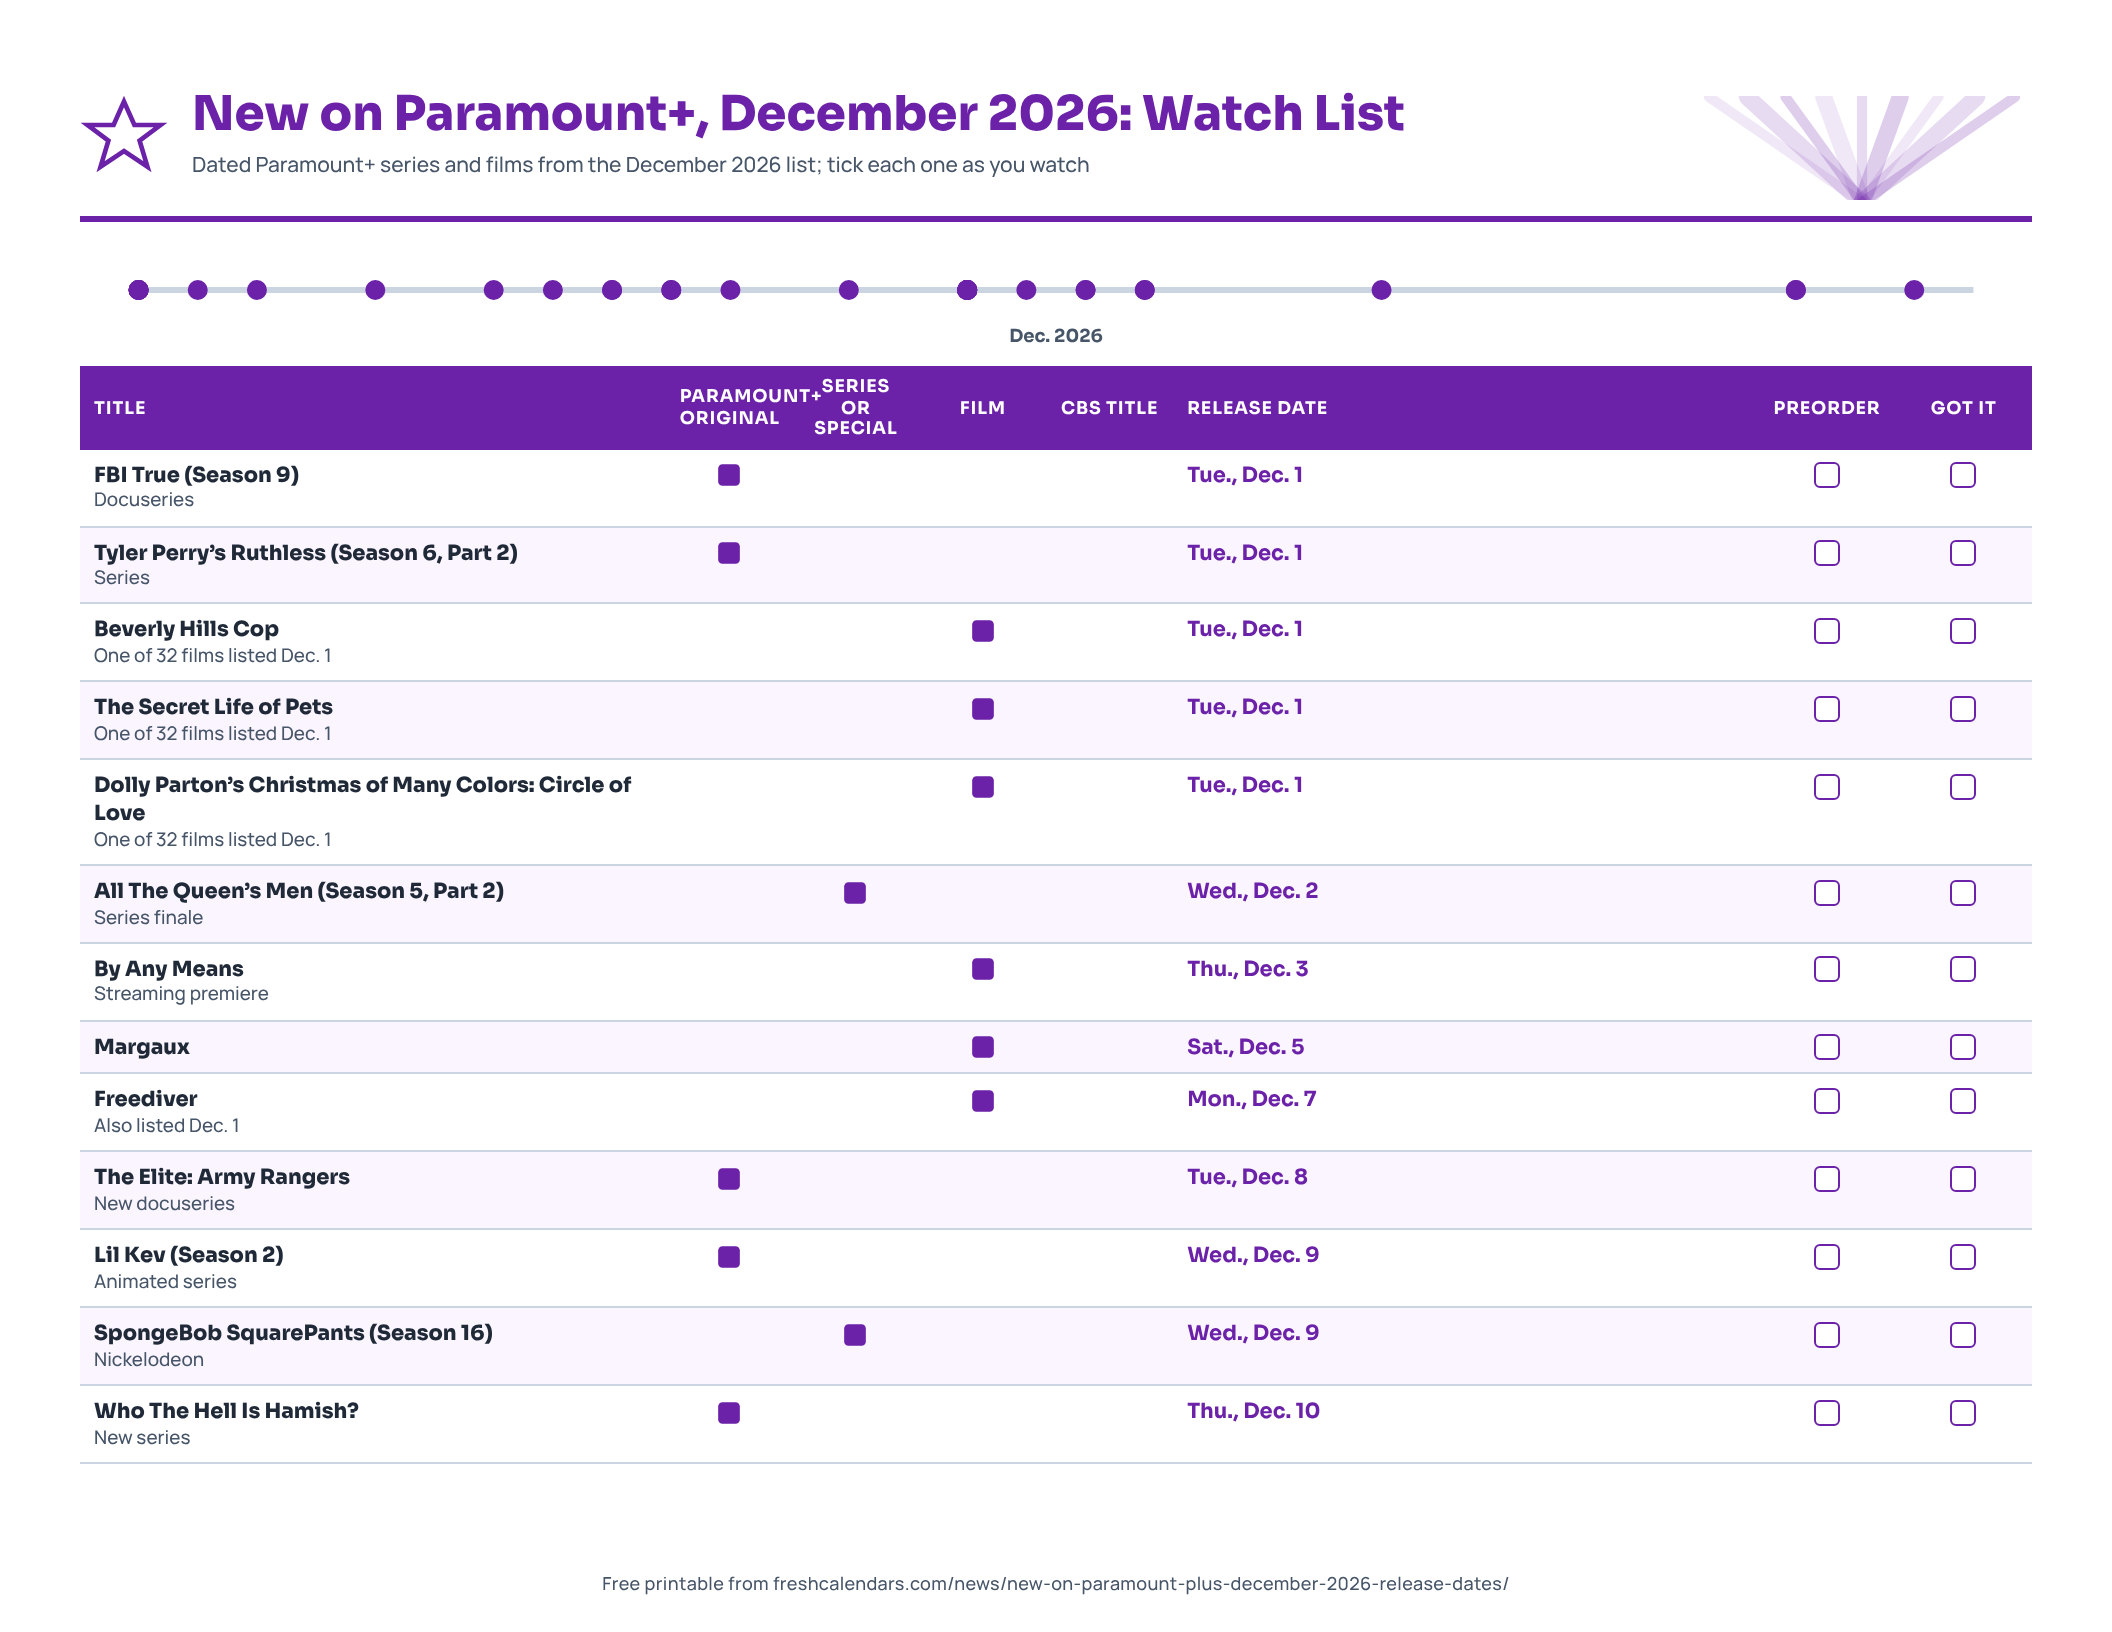 New on Paramount+, December 2026: Watch List
Dated Paramount+ series and films from the December 2026 list; tick each one as you watch
Dec. 2026
TITLE
PARAMOUNT+
ORIGINAL
SERIES
OR
SPECIAL
FILM
CBS TITLE
RELEASE DATE
PREORDER
GOT IT
FBI True (Season 9)
Tue., Dec. 1
Docuseries
Tyler Perry’s Ruthless (Season 6, Part 2)
Tue., Dec. 1
Series
Beverly Hills Cop
Tue., Dec. 1
One of 32 films listed Dec. 1
The Secret Life of Pets
Tue., Dec. 1
One of 32 films listed Dec. 1
Dolly Parton’s Christmas of Many Colors: Circle of
Love
Tue., Dec. 1
One of 32 films listed Dec. 1
All The Queen’s Men (Season 5, Part 2)
Wed., Dec. 2
Series finale
By Any Means
Thu., Dec. 3
Streaming premiere
Margaux
Sat., Dec. 5
Freediver
Mon., Dec. 7
Also listed Dec. 1
The Elite: Army Rangers
Tue., Dec. 8
New docuseries
Lil Kev (Season 2)
Wed., Dec. 9
Animated series
SpongeBob SquarePants (Season 16)
Wed., Dec. 9
Nickelodeon
Who The Hell Is Hamish?
Thu., Dec. 10
New series
Free printable from freshcalendars.com/news/new-on-paramount-plus-december-2026-release-dates/